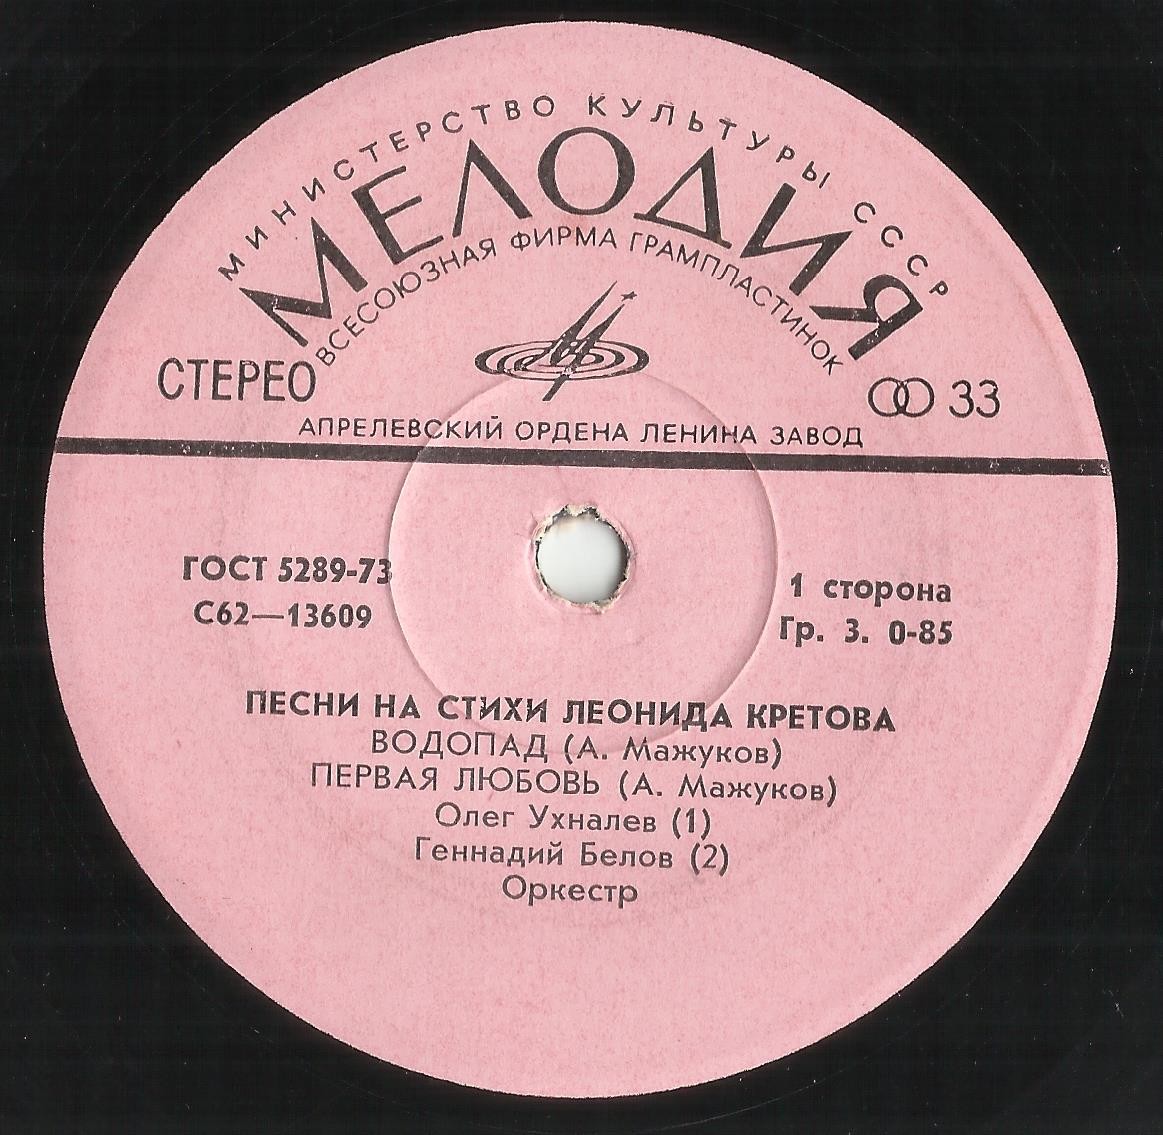 МИНИСТЕРСТВО КУЛЬТУРЫ СССР
МЕЛОДИЯ
ВСЕСОЮЗНАЯ ФИРМА ГРАМПЛАСТИНОК
СТЕРЕО
33
АПРЕЛЕВСКИЙ ОРДЕНА ЛЕНИНА ЗАВОД
ГОСТ 5289-73
С62—13609
1 сторона
Гр. 3. 0-85
ПЕСНИ НА СТИХИ ЛЕОНИДА КРЕТОВА
ВОДОПАД (А. Мажуков)
ПЕРВАЯ ЛЮБОВЬ (А. Мажуков)
Олег Ухналев (1)
Геннадий Белов (2)
Оркестр